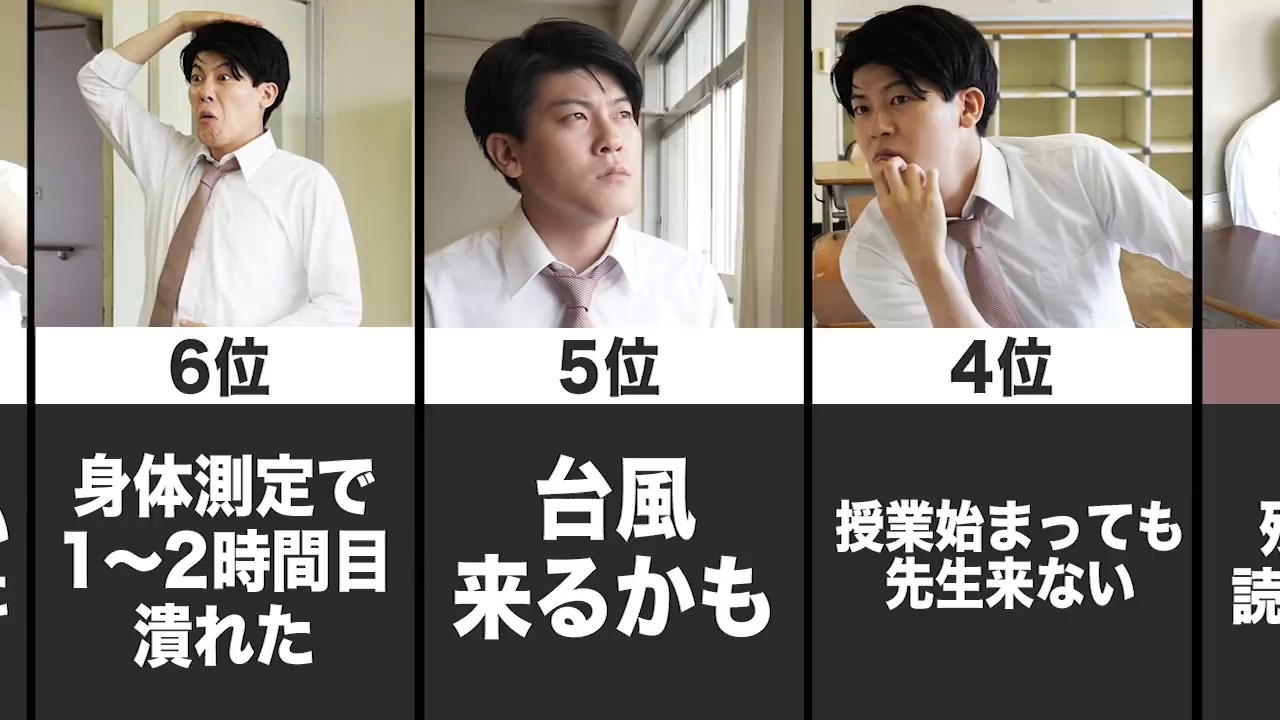 6位
身体測定で
1〜2時間目
潰れた
5位
台風
来るかも
4位
授業始まっても
先生来ない
読